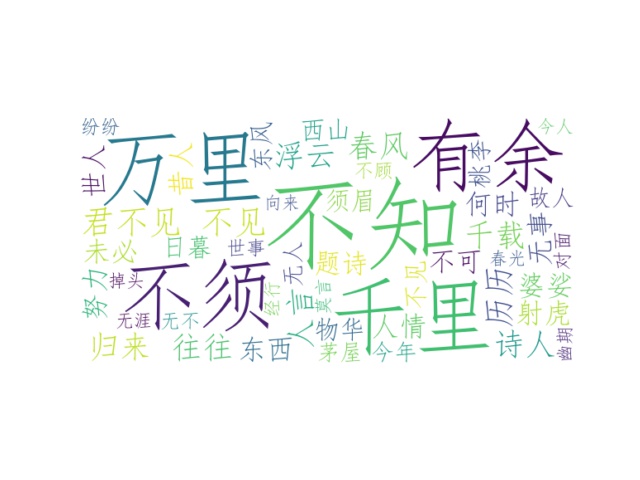 纷纷
世人
万里
昔人
东风
西山
浮云
春风
不顾
有余
桃李
今人
君不见
不见
向来
不知
须眉
何时
故人
未必
日暮
世事
无人
题诗
不见
不可
千载
春光
无事
对面
努力
掉头
不须
经行
人言
莫言
千里
历历
婆娑
射虎
无涯
无不
物华
人情
归来
往往
东西
茅屋
今年
诗人
幽期